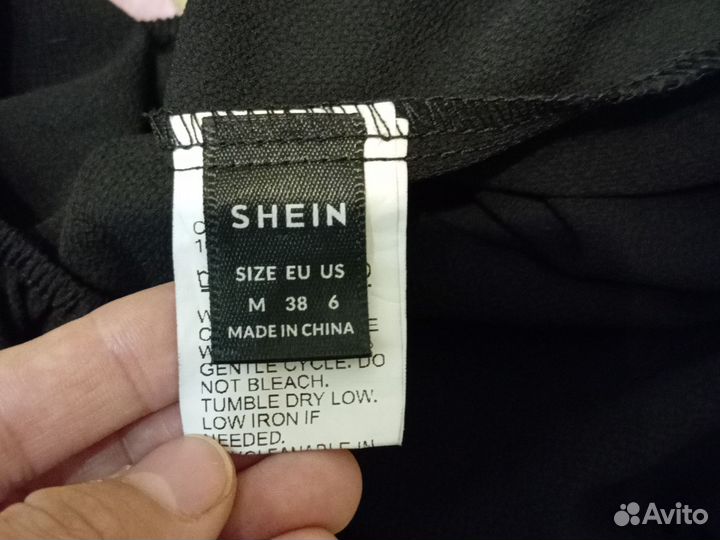 SHEIN
SIZE EU US
M 38 6
MADE IN CHINA
GENTLE CYCLE. DO
NOT BLEACH.
TUMBLE DRY LOW.
LOW IRON IF
NEEDED.
Avito